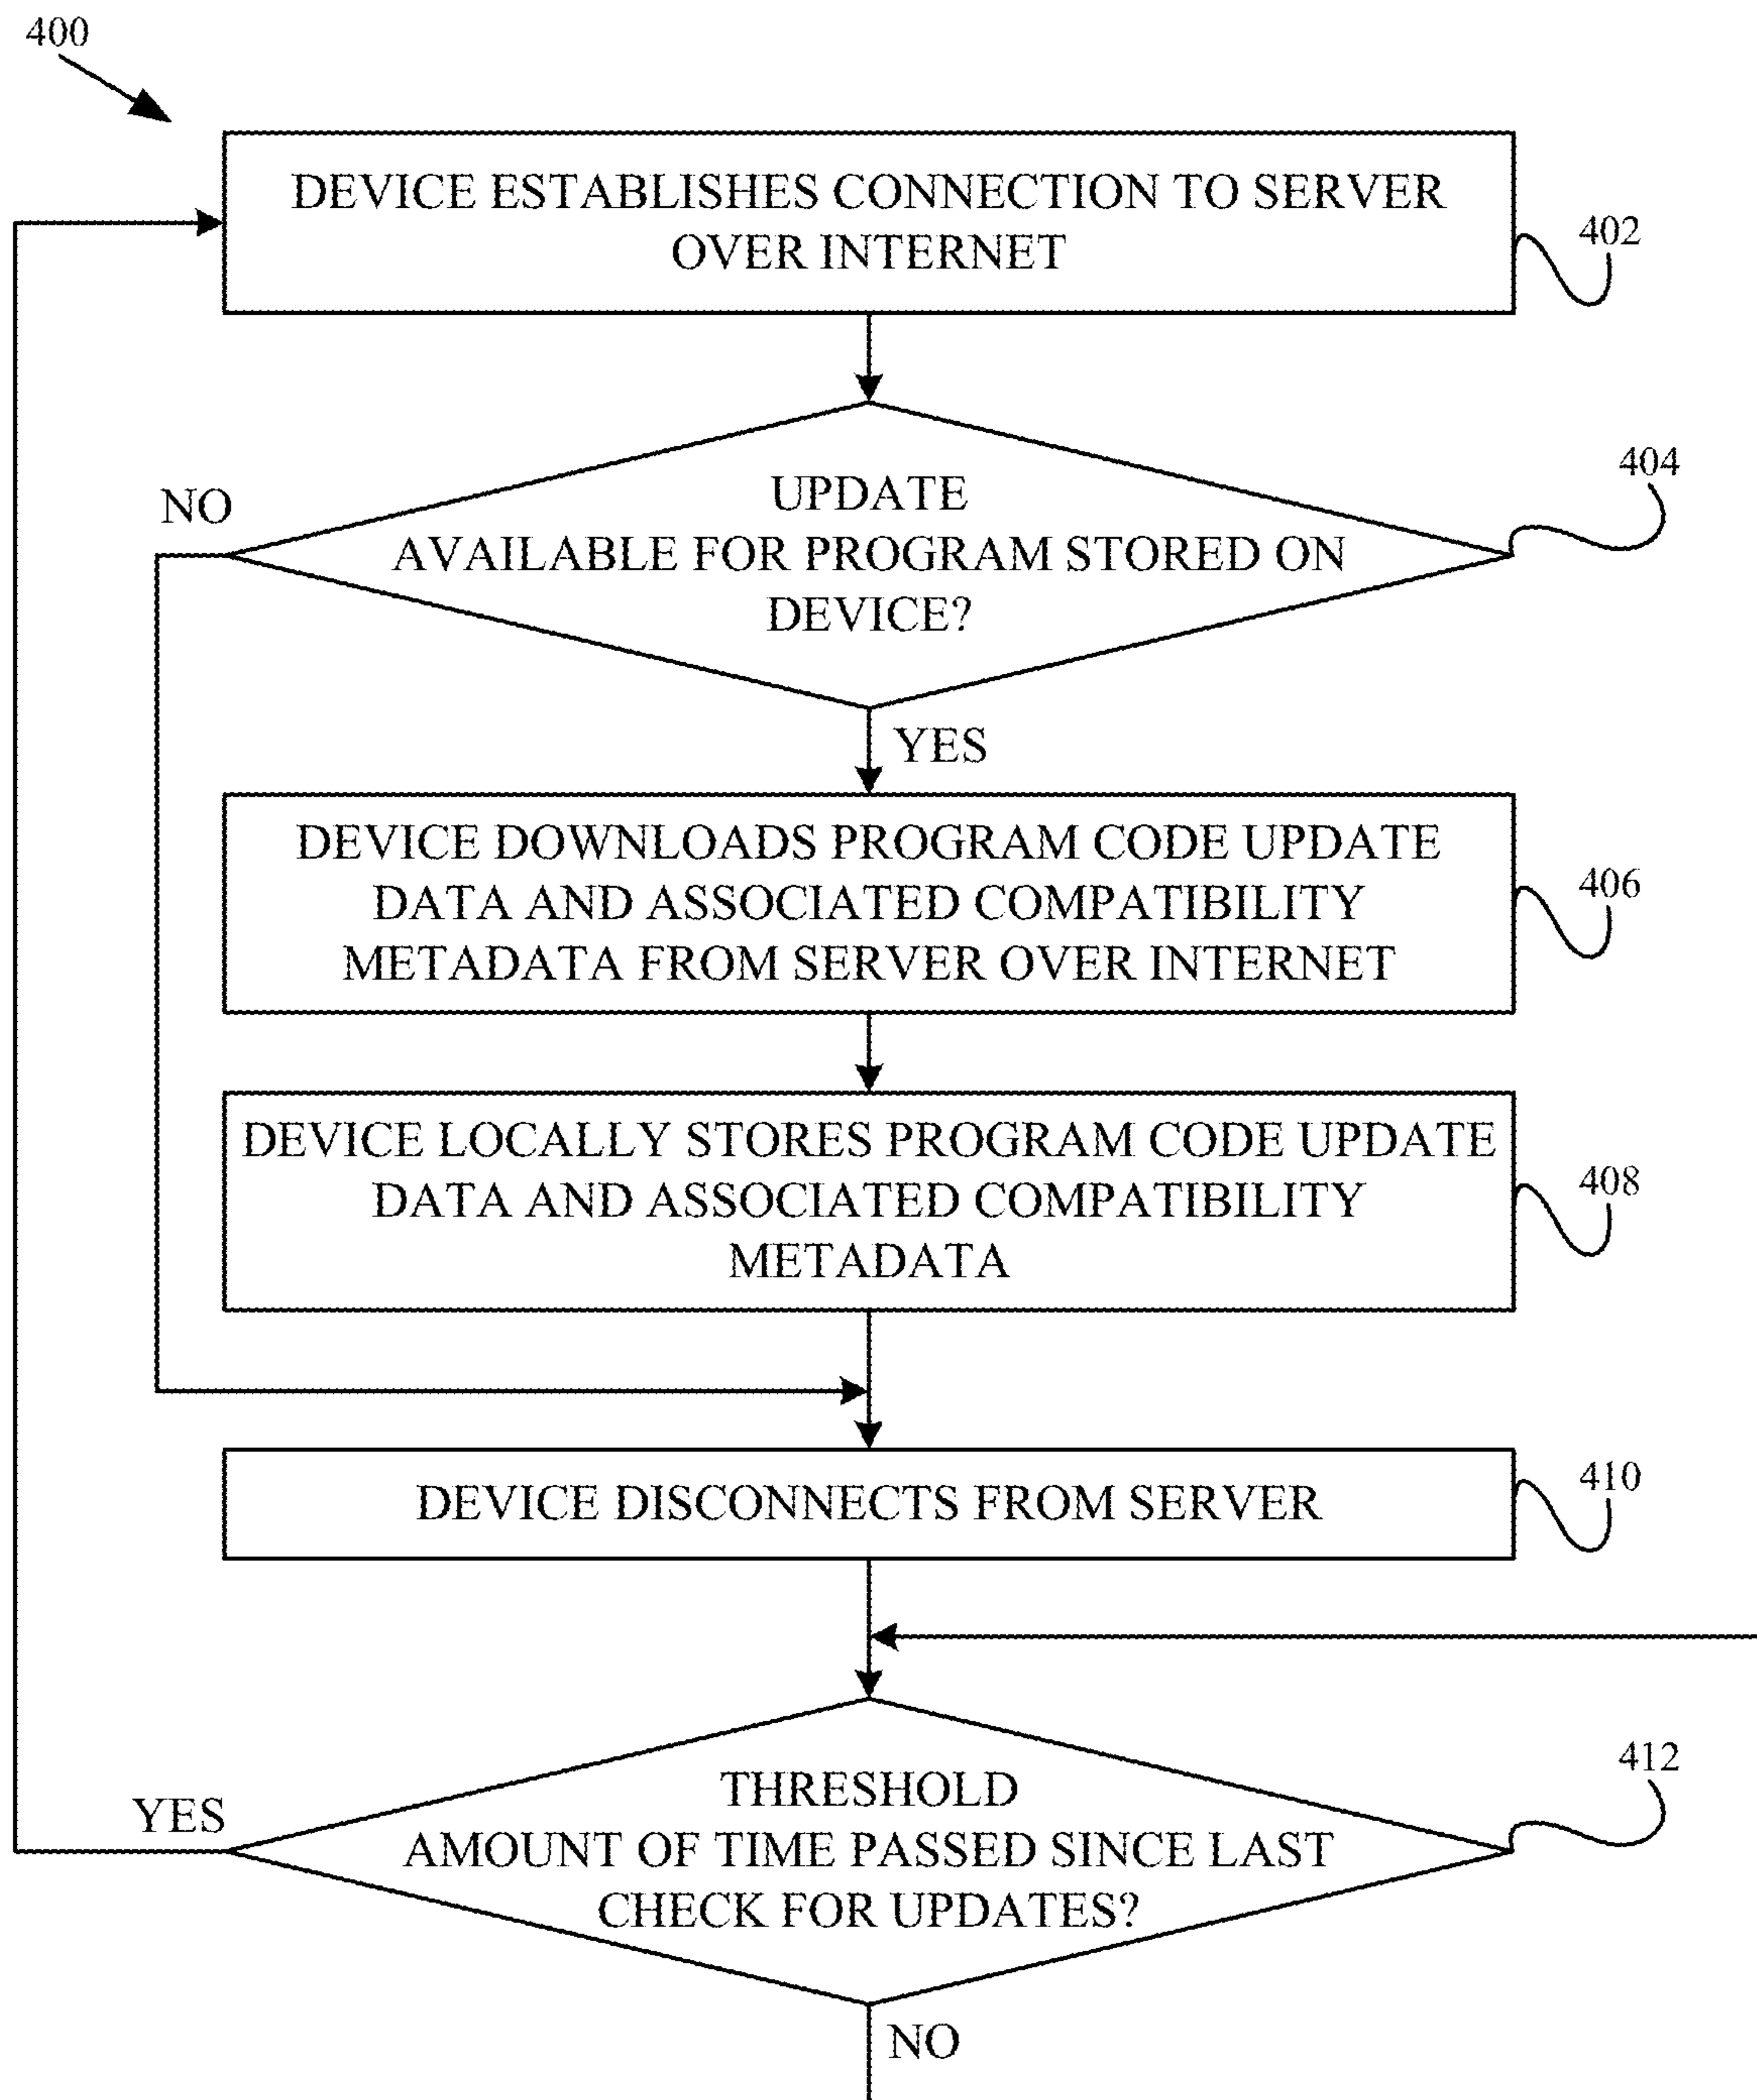 400
DEVICE ESTABLISHES CONNECTION TO SERVER
OVER INTERNET
402
UPDATE
AVAILABLE FOR PROGRAM STORED ON
DEVICE?
404
NO
YES
DEVICE DOWNLOADS PROGRAM CODE UPDATE
DATA AND ASSOCIATED COMPATIBILITY
METADATA FROM SERVER OVER INTERNET
406
DEVICE LOCALLY STORES PROGRAM CODE UPDATE
DATA AND ASSOCIATED COMPATIBILITY
METADATA
408
DEVICE DISCONNECTS FROM SERVER
410
THRESHOLD
AMOUNT OF TIME PASSED SINCE LAST
CHECK FOR UPDATES?
412
YES
NO